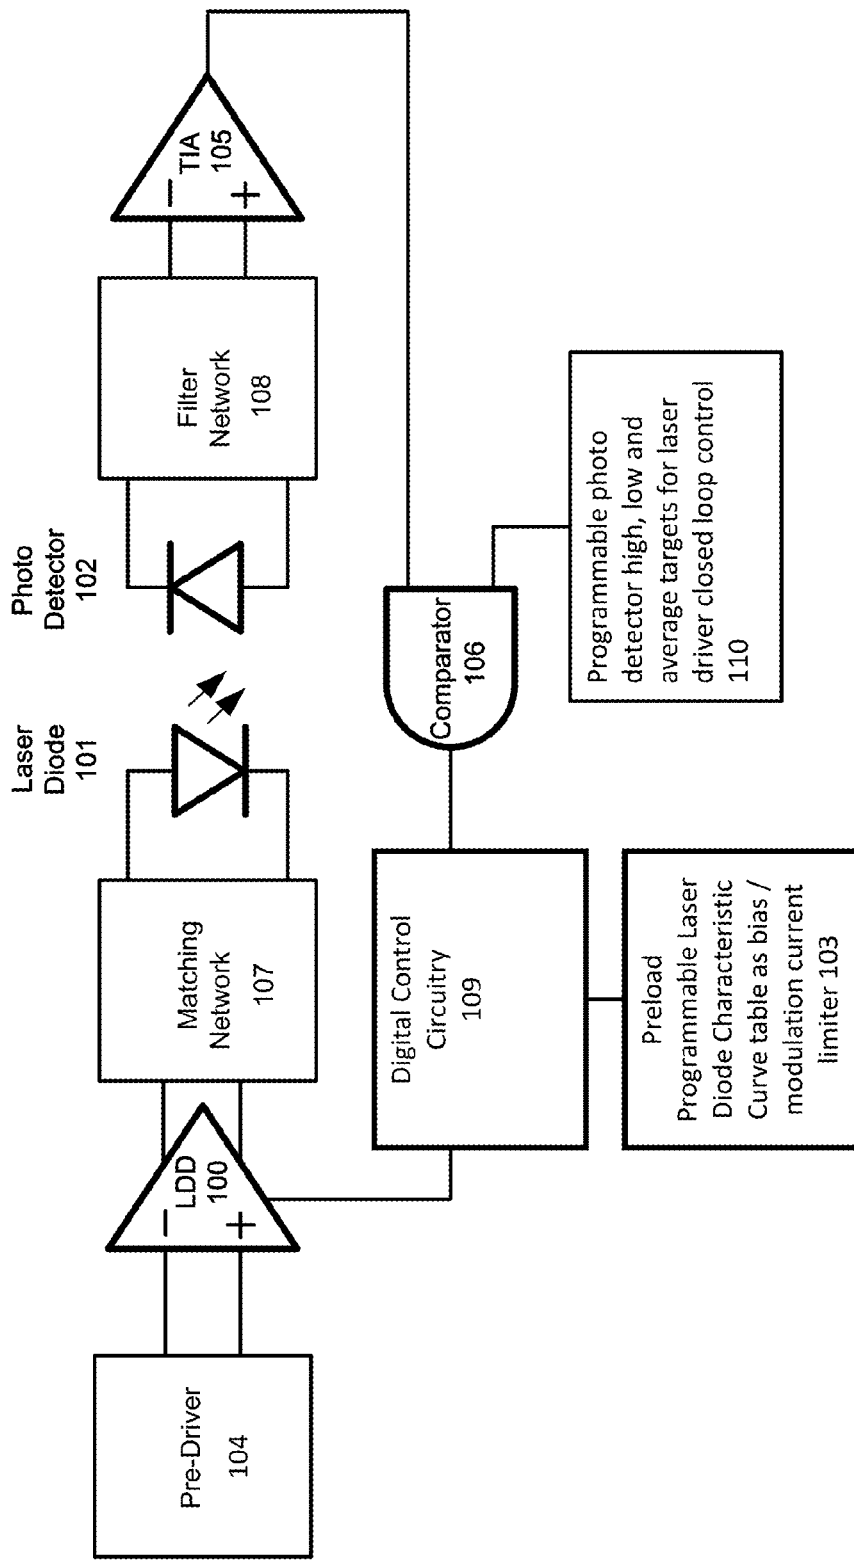 Pre-Driver
104
−
+
LDD
100
Matching
Network
107
Laser
Diode
101
Photo
Detector
102
Filter
Network
108
−
+
TIA
105
Digital Control
Circuitry
109
Comparator
106
Preload
Programmable Laser
Diode Characteristic
Curve table as bias /
modulation current
limiter 103
Programmable photo
detector high, low and
average targets for laser
driver closed loop control
110